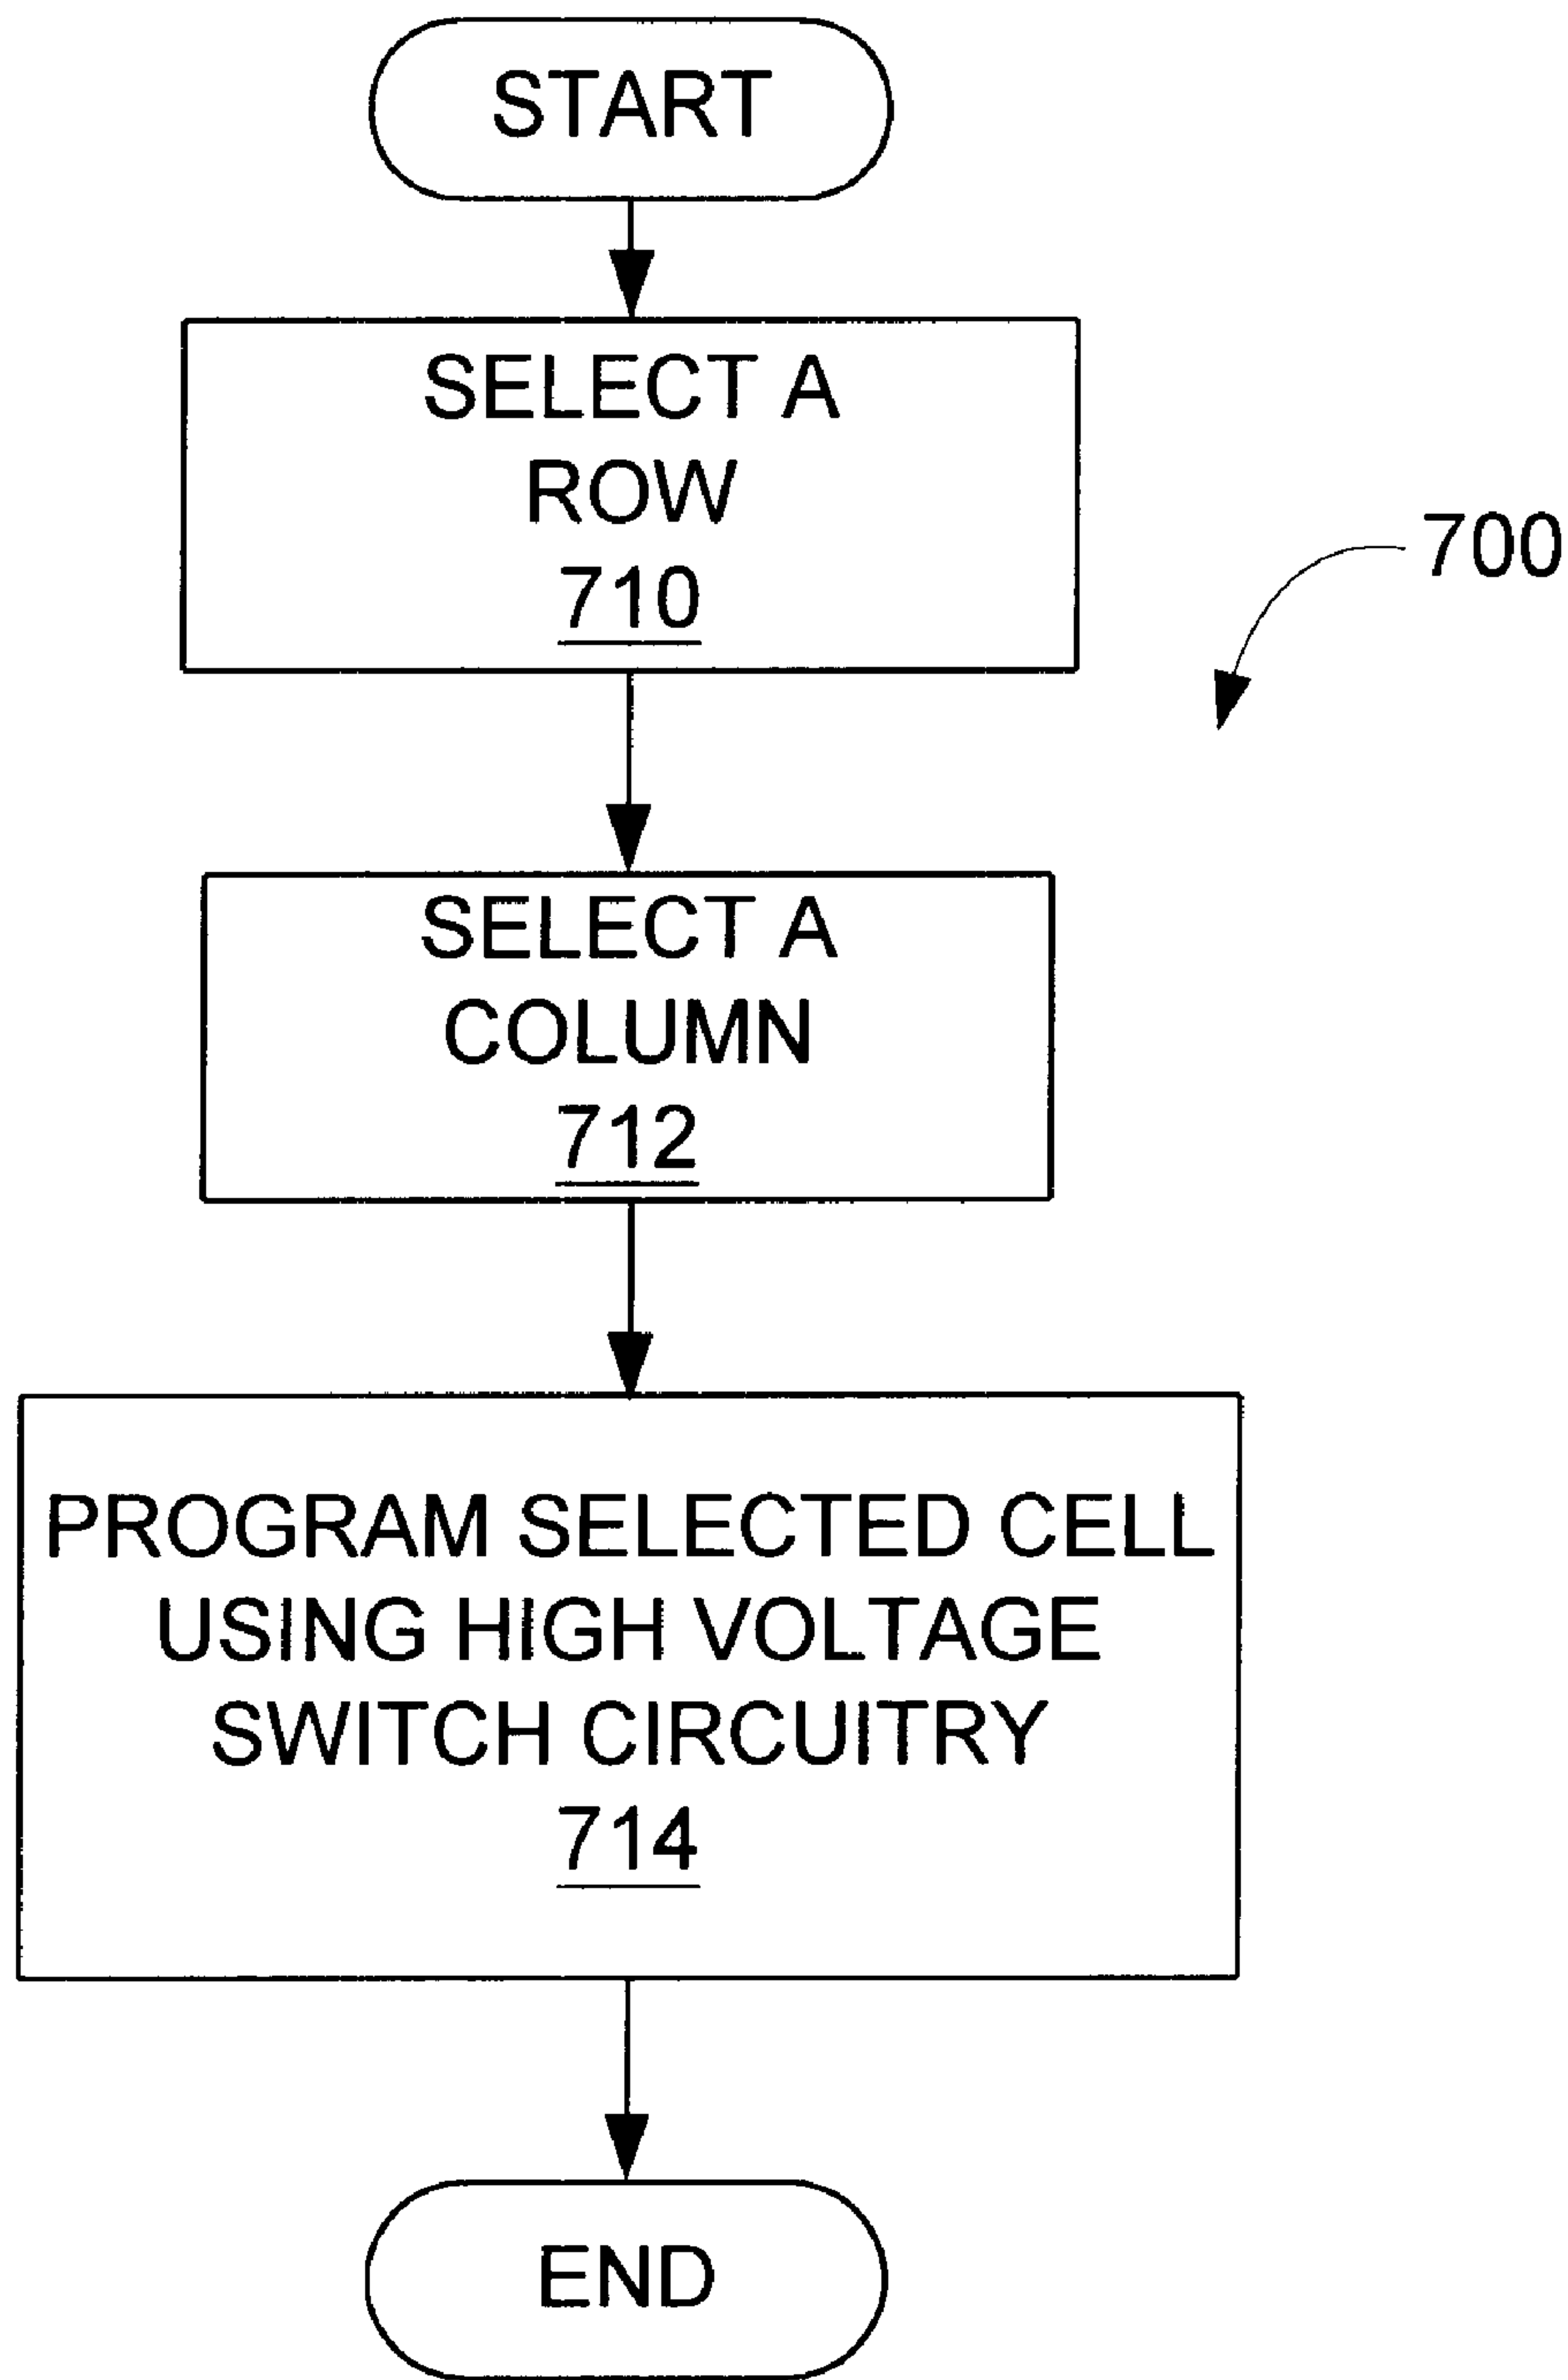 START
SELECT A
ROW
710
700
SELECT A
COLUMN
712
PROGRAM SELECTED CELL
USING HIGH VOLTAGE
SWITCH CIRCUITRY
714
END